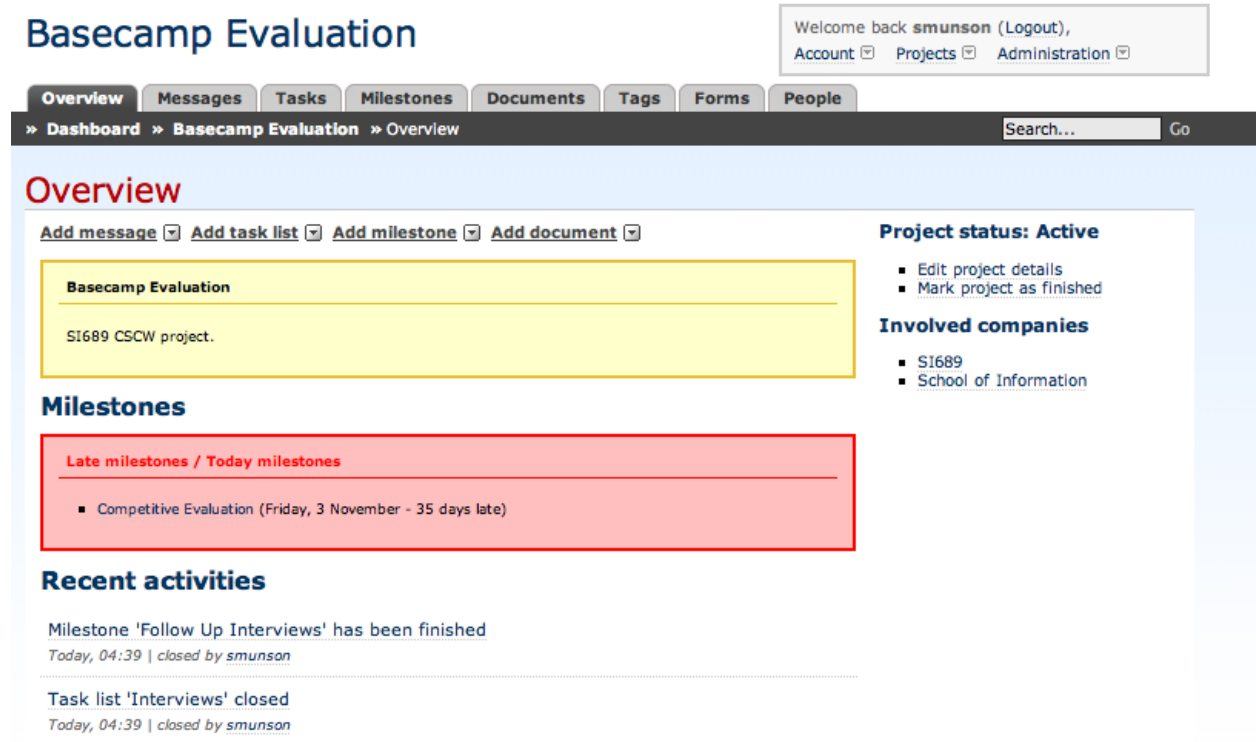 Basecamp Evaluation
Welcome back smunson (Logout),
Account Projects Administration
Overview Messages Tasks Milestones Documents Tags Forms People
» Dashboard » Basecamp Evaluation » Overview
Search... Go
Overview
Add message Add task list Add milestone Add document
Basecamp Evaluation
SI689 CSCW project.
Milestones
Late milestones / Today milestones
Competitive Evaluation (Friday, 3 November - 35 days late)
Recent activities
Milestone 'Follow Up Interviews' has been finished
Today, 04:39 | closed by smunson
Task list 'Interviews' closed
Today, 04:39 | closed by smunson
Project status: Active
Edit project details
Mark project as finished
Involved companies
SI689
School of Information